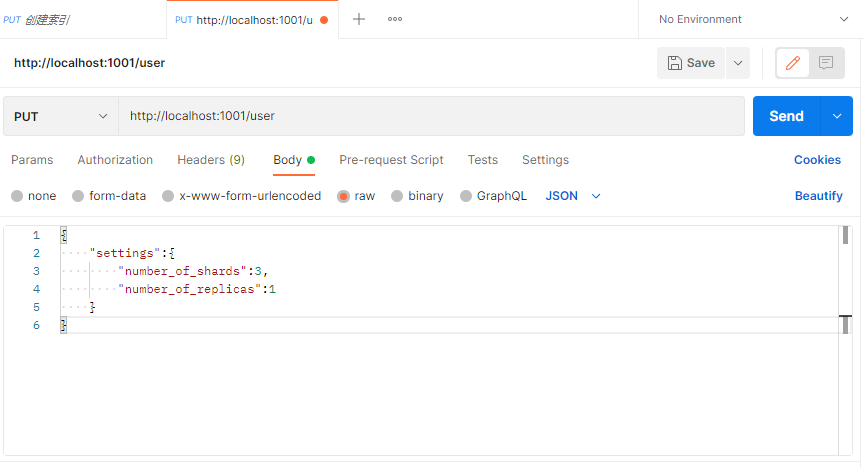 PUT 创建索引 PUT http://localhost:1001/u No Environment
http://localhost:1001/user Save
PUT http://localhost:1001/user Send
Params Authorization Headers (9) Body Pre-request Script Tests Settings Cookies
none form-data x-www-form-urlencoded raw binary GraphQL JSON Beautify
1 {
2 "settings":{
3 "number_of_shards":3,
4 "number_of_replicas":1
5 }
6 }